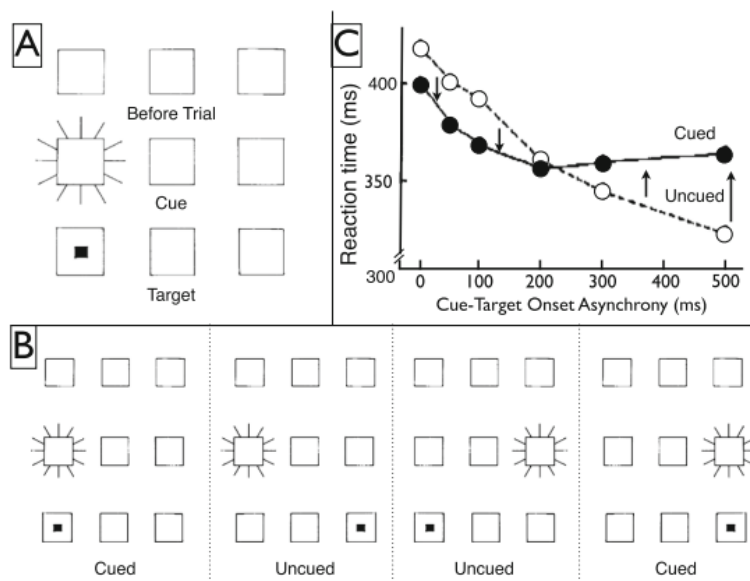 A
Before Trial
Cue
Target
C
Reaction time (ms)
400
350
300
Cued
Uncued
0 100 200 300 400 500
Cue-Target Onset Asynchrony (ms)
B
Cued Uncued Uncued Cued